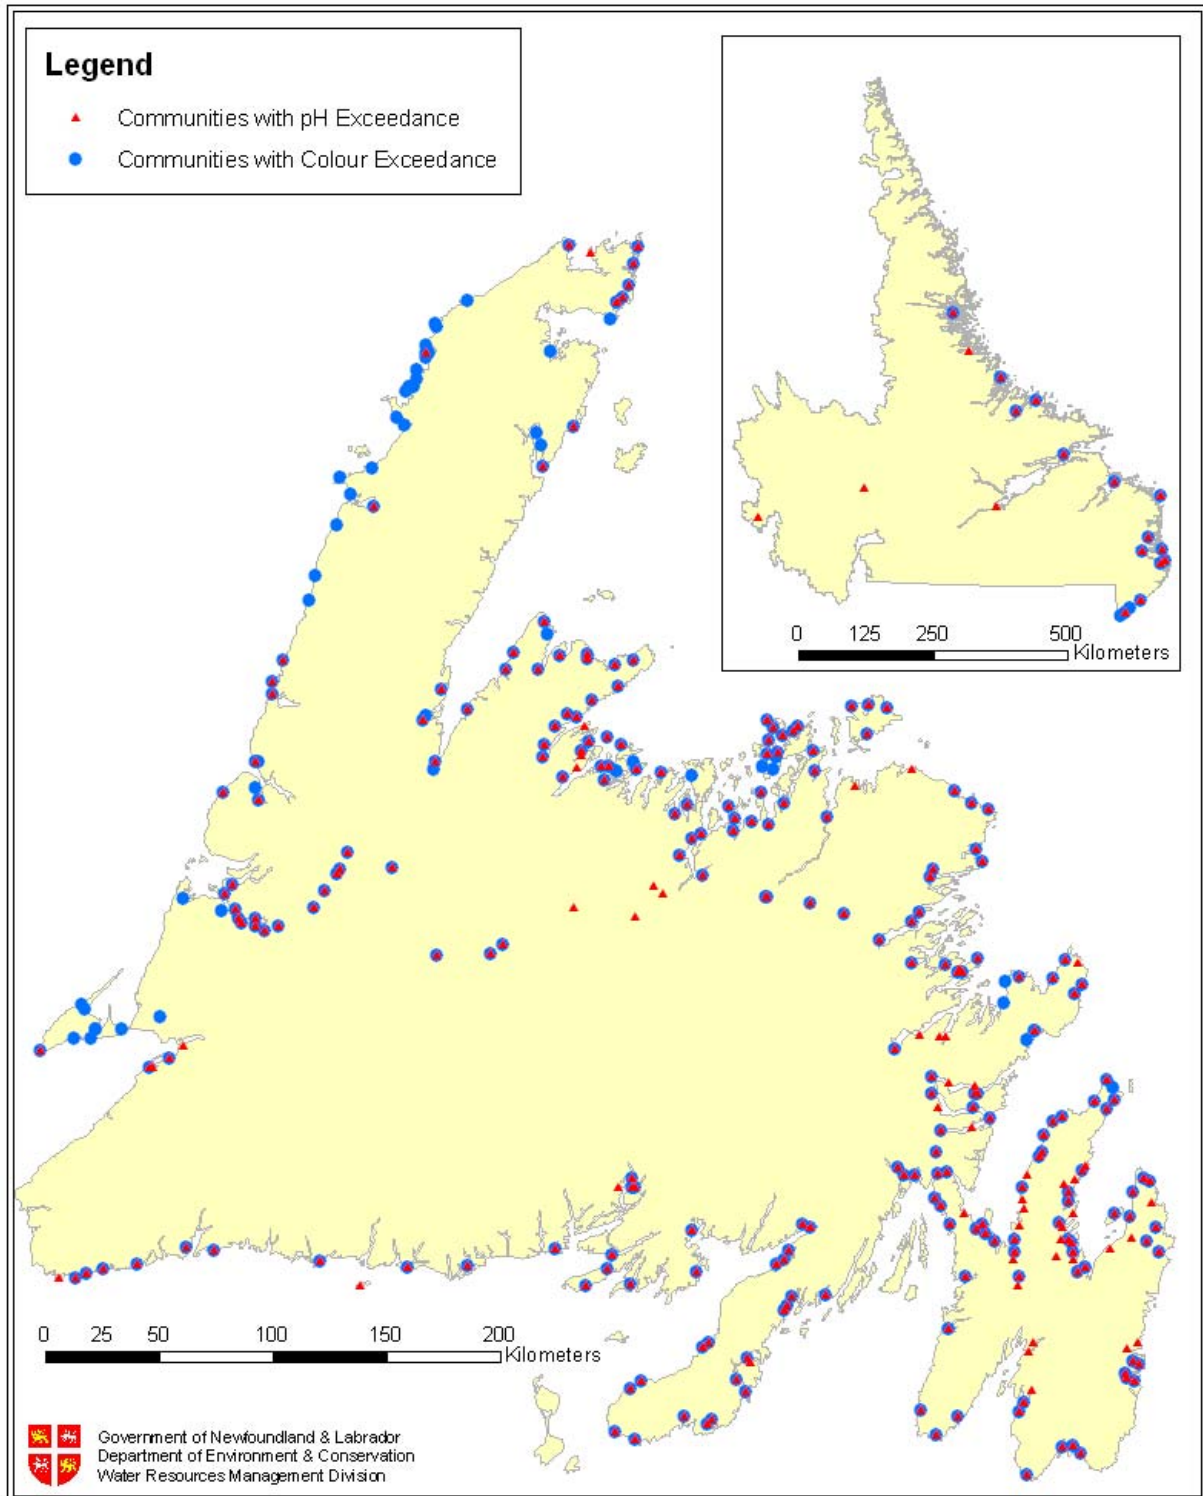 Legend
Communities with pH Exceedance
Communities with Colour Exceedance
0 125 250 500
Kilometers
0 25 50 100 150 200
Kilometers
Government of Newfoundland & Labrador
Department of Environment & Conservation
Water Resources Management Division